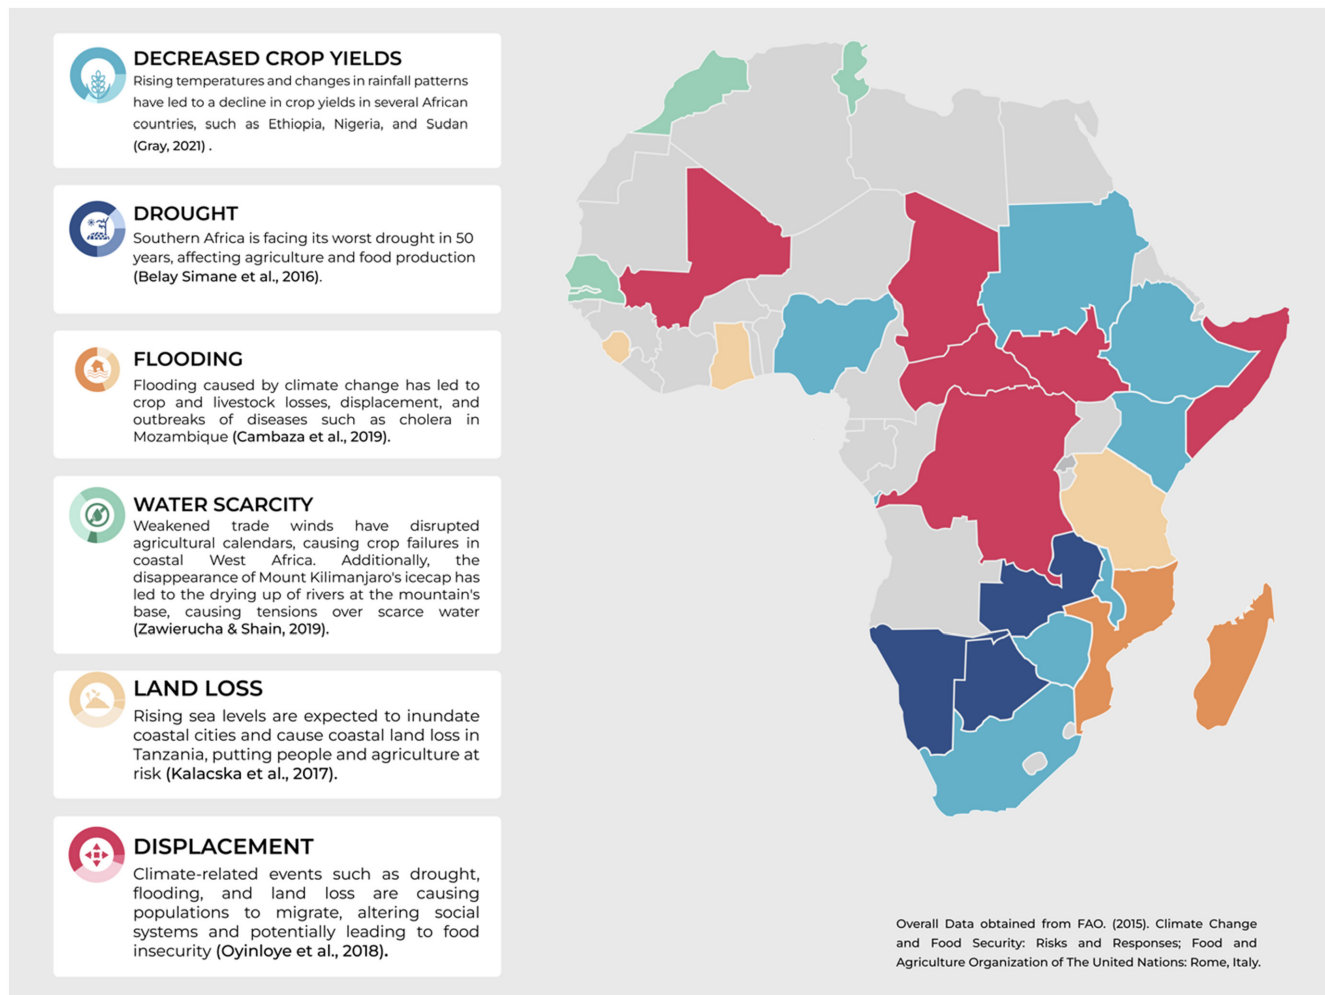 DECREASED CROP YIELDS
Rising temperatures and changes in rainfall patterns
have led to a decline in crop yields in several African
countries, such as Ethiopia, Nigeria, and Sudan
(Gray, 2021) .
DROUGHT
Southern Africa is facing its worst drought in 50
years, affecting agriculture and food production
(Belay Simane et al., 2016).
FLOODING
Flooding caused by climate change has led to
crop and livestock losses, displacement, and
outbreaks of diseases such as cholera in
Mozambique (Cambaza et al., 2019).
WATER SCARCITY
Weakened trade winds have disrupted
agricultural calendars, causing crop failures in
coastal West Africa. Additionally, the
disappearance of Mount Kilimanjaro's icecap has
led to the drying up of rivers at the mountain's
base, causing tensions over scarce water
(Zawierucha & Shain, 2019).
LAND LOSS
Rising sea levels are expected to inundate
coastal cities and cause coastal land loss in
Tanzania, putting people and agriculture at
risk (Kalacska et al., 2017).
DISPLACEMENT
Climate-related events such as drought,
flooding, and land loss are causing
populations to migrate, altering social
systems and potentially leading to food
insecurity (Oyinloye et al., 2018).
Overall Data obtained from FAO. (2015). Climate Change
and Food Security: Risks and Responses; Food and
Agriculture Organization of The United Nations: Rome, Italy.